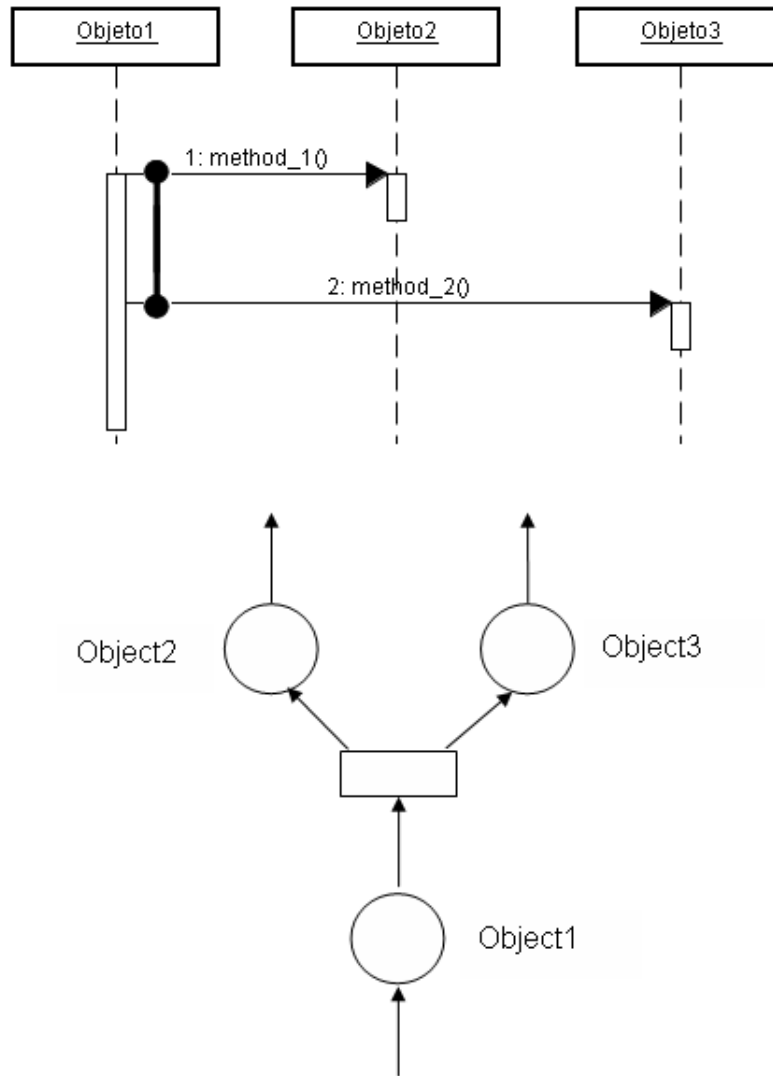 Objeto1
Objeto2
Objeto3
1: method_1()
2: method_2()
Object2
Object3
Object1